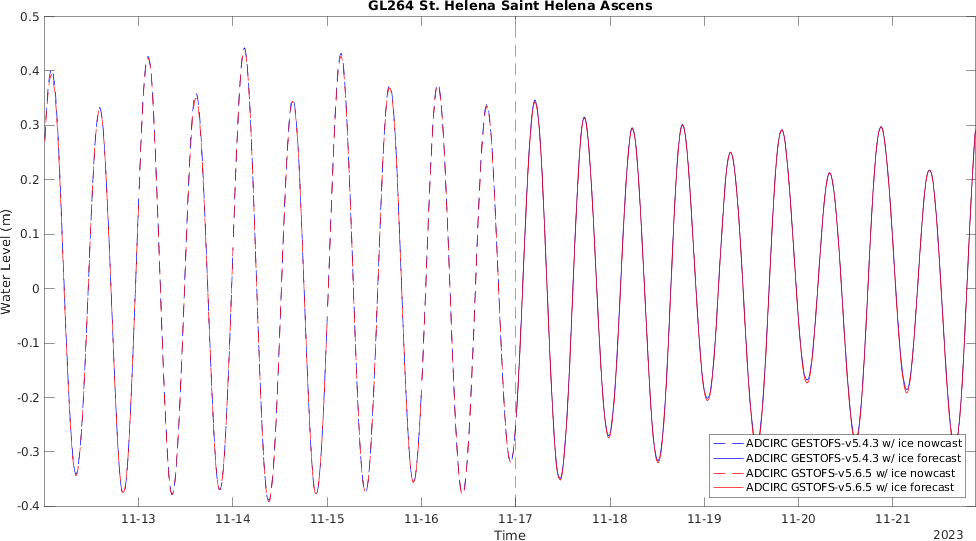 GL264 St. Helena Saint Helena Ascens
Water Level (m)
0.5
0.4
0.3
0.2
0.1
0
-0.1
-0.2
-0.3
-0.4
ADCIRC GESTOFS-v5.4.3 w/ ice nowcast
ADCIRC GESTOFS-v5.4.3 w/ ice forecast
ADCIRC GSTOFS-v5.6.5 w/ ice nowcast
ADCIRC GSTOFS-v5.6.5 w/ ice forecast
11-13 11-14 11-15 11-16 11-17 11-18 11-19 11-20 11-21
Time
2023